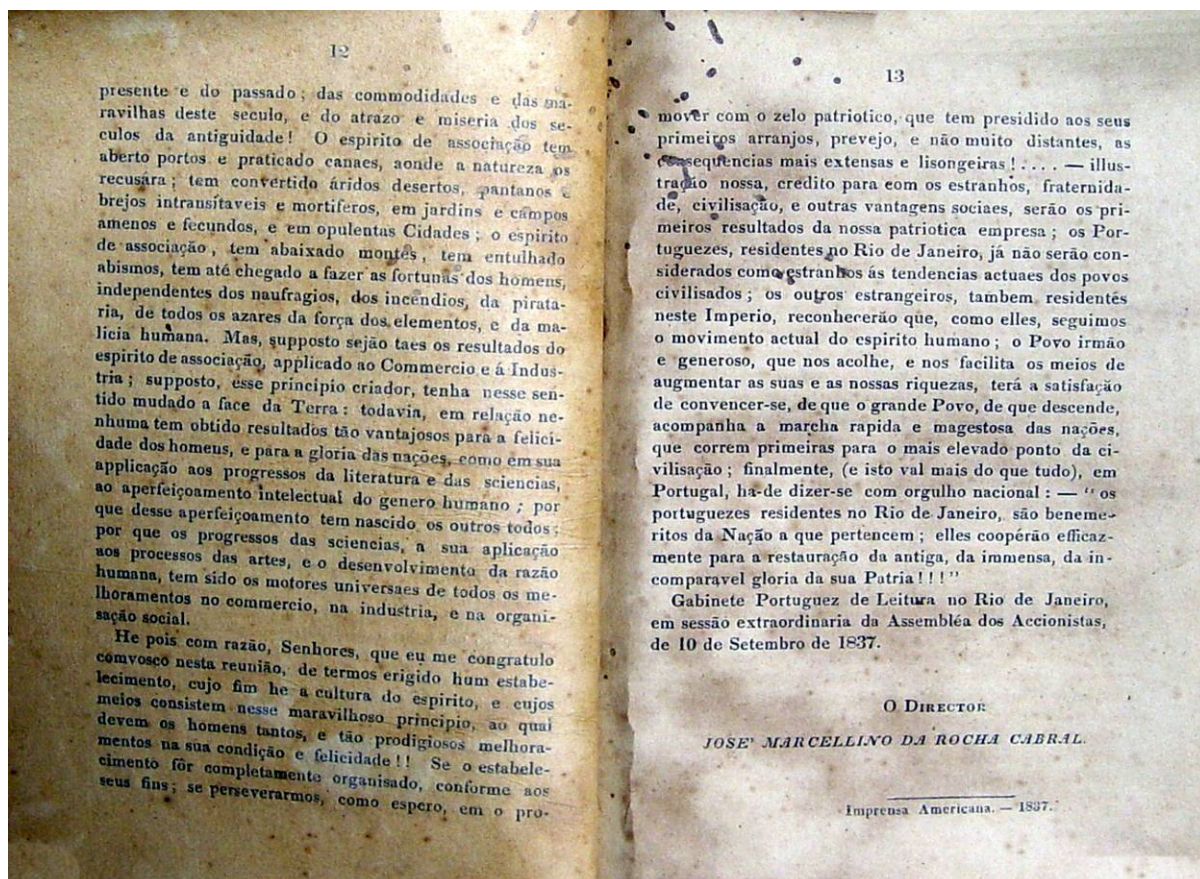 12
presente e do passado; das commodidades e das ma-
ravilhas deste seculo, e do atrazo e miseria dos se-
culos da antiguidade! O espirito de associação tem
aberto portos e praticado canaes, aonde a natureza os
recusára; tem convertido áridos desertos, pantanos e
brejos intransitaveis e mortiferos, em jardins e campos
amenos e fecundos, e em opulentas Cidades; o espirito
de associação, tem abaixado montes, tem entulhado
abismos, tem até chegado a fazer as fortunas dos homens,
independentes dos naufragios, dos incendios, da pirata-
ria, de todos os azares da força dos elementos, e da ma-
licia humana. Mas, supposto sejão taes os resultados do
espirito de associação, applicado ao Commercio e á Indus-
tria; supposto, esse principio criador, tenha nesse sen-
tido mudado a face da Terra: todavia, em relação ne-
nhuma tem obtido resultados tão vantajosos para a felici-
dade dos homens, e para a gloria das nações, como em sua
applicação aos progressos da literatura e das sciencias,
ao aperfeiçoamento intelectual do genero humano; por
que desse aperfeiçoamento tem nascido os outros todos;
por que os progressos das sciencias, a sua aplicação
aos processos das artes, e o desenvolvimento da razão
humana, tem sido os motores universaes de todos os me-
lhoramentos no commercio, na industria, e na organi-
sação social.
He pois com razão, Senhores, que eu me congratulo
comvosco nesta reunião, de termos erigido hum estabe-
lecimento, cujo fim he a cultura do espirito, e cujos
meios consistem nesse maravilhoso principio, ao qual
devem os homens tantos, e tão prodigiosos melhora-
mentos na sua condição e felicidade!! Se o estabele-
cimento fôr completamente organisado, conforme aos
seus fins; se perseverarmos, como espero, em o pro-
13
mover com o zelo patriotico, que tem presidido aos seus
primeiros arranjos, prevejo, e não muito distantes, as
consequencias mais extensas e lisongeiras!.... — illus-
tração nossa, credito para eom os estranhos, fraternida-
de, civilisação, e outras vantagens sociaes, serão os pri-
meiros resultados da nossa patriotica empresa; os Por-
tuguezes, residentes no Rio de Janeiro, já não serão con-
siderados como estranhos ás tendencias actuaes dos povos
civilisados; os outros estrangeiros, tambem residentes
neste Imperio, reconhecerão que, como elles, seguimos
o movimento actual do espirito humano; o Povo irmão
e generoso, que nos acolhe, e nos facilita os meios de
augmentar as suas e as nossas riquezas, terá a satisfação
de convencer-se, de que o grande Povo, de que descende,
acompanha a marcha rapida e magestosa das nações,
que correm primeiras para o mais elevado ponto da ci-
vilisação; finalmente, (e isto val mais do que tudo), em
Portugal, ha-de dizer-se com orgulho nacional: — "os
portuguezes residentes no Rio de Janeiro, são beneme-
ritos da Nação a que pertencem; elles coopérão efficaz-
mente para a restauração da antiga, da immensa, da in-
comparavel gloria da sua Patria!!!"
Gabinete Portuguez de Leitura no Rio de Janeiro,
em sessão extraordinaria da Assembléa dos Accionistas,
de 10 de Setembro de 1837.
O DIRECTOR
JOSE' MARCELLINO DA ROCHA CABRAL.
Imprensa Americana. — 1837.